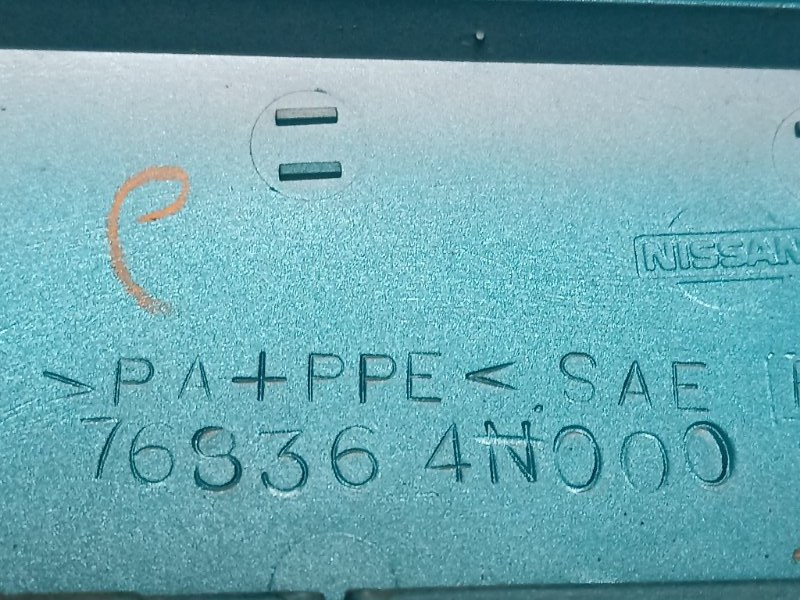 NISSAN
>PA+PPE< SAE
76836 4N000